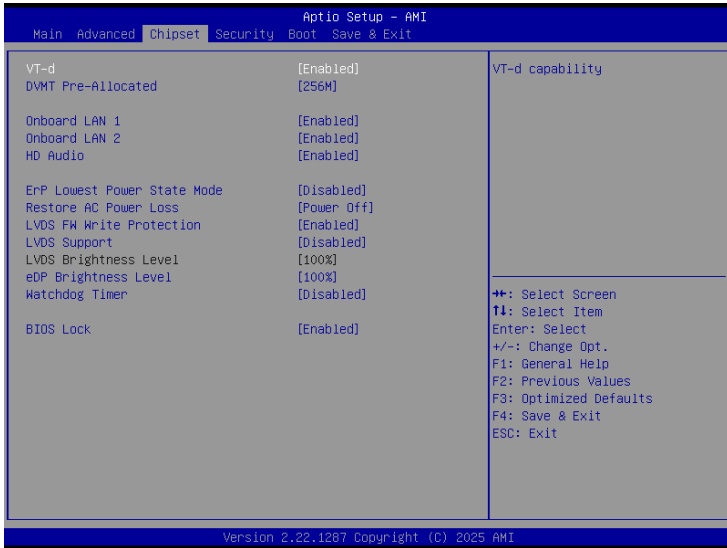 Aptio Setup – AMI
Main Advanced Chipset Security Boot Save & Exit
VT-d [Enabled]
DVMT Pre-Allocated [256M]
Onboard LAN 1 [Enabled]
Onboard LAN 2 [Enabled]
HD Audio [Enabled]
ErP Lowest Power State Mode [Disabled]
Restore AC Power Loss [Power Off]
LVDS FW Write Protection [Enabled]
LVDS Support [Disabled]
LVDS Brightness Level [100%]
eDP Brightness Level [100%]
Watchdog Timer [Disabled]
BIOS Lock [Enabled]
VT-d capability
→←: Select Screen
↑↓: Select Item
Enter: Select
+/-: Change Opt.
F1: General Help
F2: Previous Values
F3: Optimized Defaults
F4: Save & Exit
ESC: Exit
Version 2.22.1287 Copyright (C) 2025 AMI